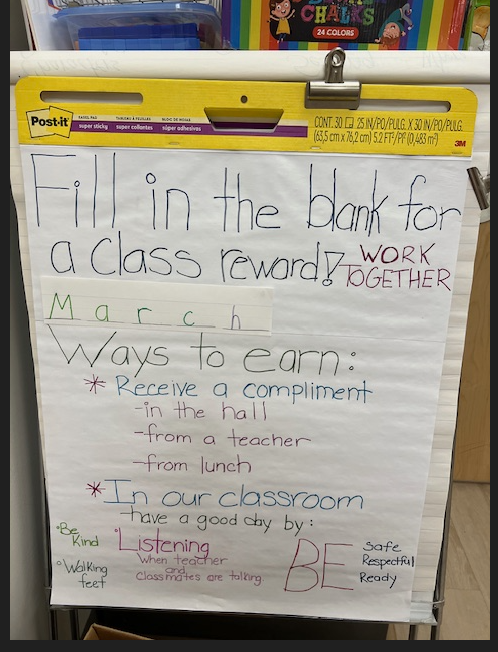 CHALKS
24 COLORS
Post-it
EASEL PAD TABLEAU À FEUILLES BLOC DE HOJAS
super sticky super collantes super adhesivos
CONT. 30 25 IN/PO/PULG. X 30 IN/PO/PULG.
(63,5 cm x 76,2 cm) 5.2 FT²/PI² (0,483 m²)
3M
Fill in the blank for
a class reward!
WORK
TOGETHER
M a r c h
Ways to earn:
* Receive a compliment
-in the hall
-from a teacher
-from lunch
* In our classroom
have a good day by:
°Be
Kind
°Walking
feet
°Listening
When teacher
and
classmates are talking.
BE
Safe
Respectful
Ready